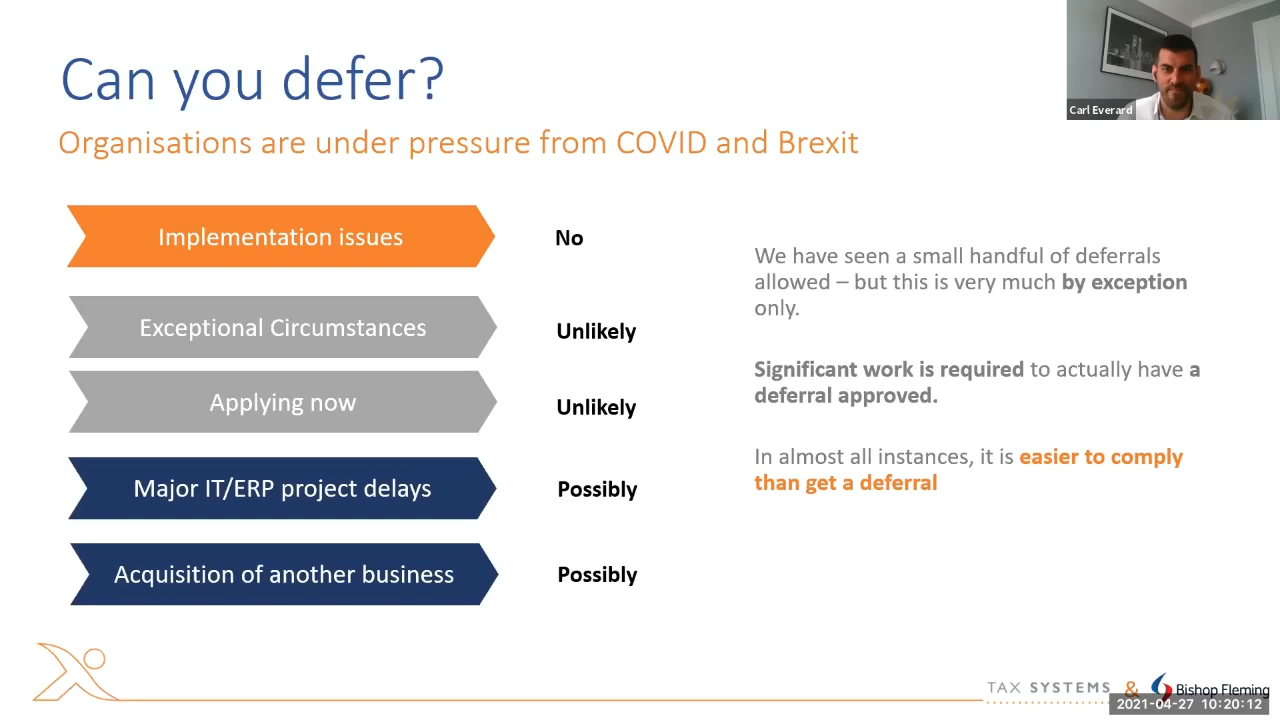 Can you defer?
Carl Everard
Organisations are under pressure from COVID and Brexit
Implementation issues
No
Exceptional Circumstances
Unlikely
Applying now
Unlikely
Major IT/ERP project delays
Possibly
Acquisition of another business
Possibly
We have seen a small handful of deferrals
allowed – but this is very much by exception
only.
Significant work is required to actually have a
deferral approved.
In almost all instances, it is easier to comply
than get a deferral
TAX SYSTEMS & Bishop Fleming
2021-04-27 10:20:12